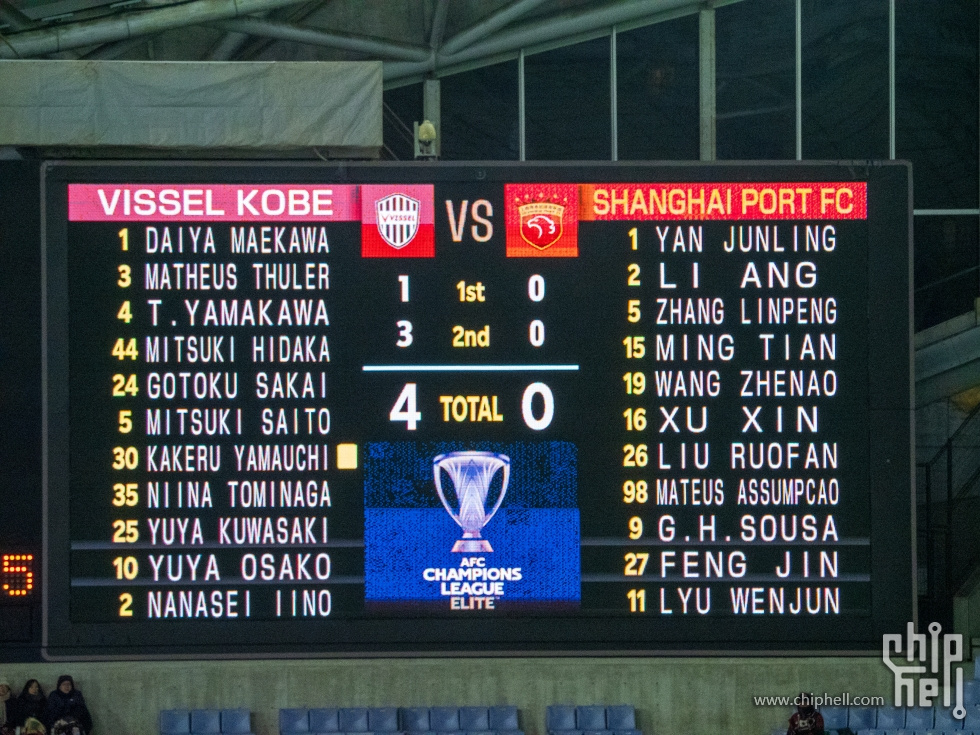 VISSEL KOBE
1 DAIYA MAEKAWA
3 MATHEUS THULER
4 T.YAMAKAWA
44 MITSUKI HIDAKA
24 GOTOKU SAKAI
5 MITSUKI SAITO
30 KAKERU YAMAUCHI
35 NIINA TOMINAGA
25 YUYA KUWASAKI
10 YUYA OSAKO
2 NANASEI IINO
VISSEL
VS
1 1st 0
3 2nd 0
4 TOTAL 0
AFC
CHAMPIONS
LEAGUE
ELITE
SHANGHAI PORT FC
1 YAN JUNLING
2 LI ANG
5 ZHANG LINPENG
15 MING TIAN
19 WANG ZHENAO
16 XU XIN
26 LIU RUOFAN
98 MATEUS ASSUMPCAO
9 G.H.SOUSA
27 FENG JIN
11 LYU WENJUN
5
www.chiphell.com
chip
hell